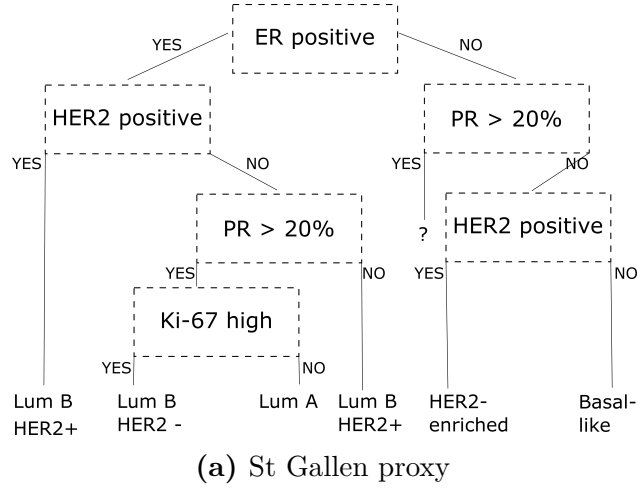 ER positive
YES
NO
HER2 positive
PR > 20%
YES
NO
YES
NO
PR > 20%
HER2 positive
?
YES
NO
YES
NO
Ki-67 high
YES
NO
Lum B
HER2+
Lum B
HER2 -
Lum A
Lum B
HER2+
HER2-
enriched
Basal-
like
(a) St Gallen proxy